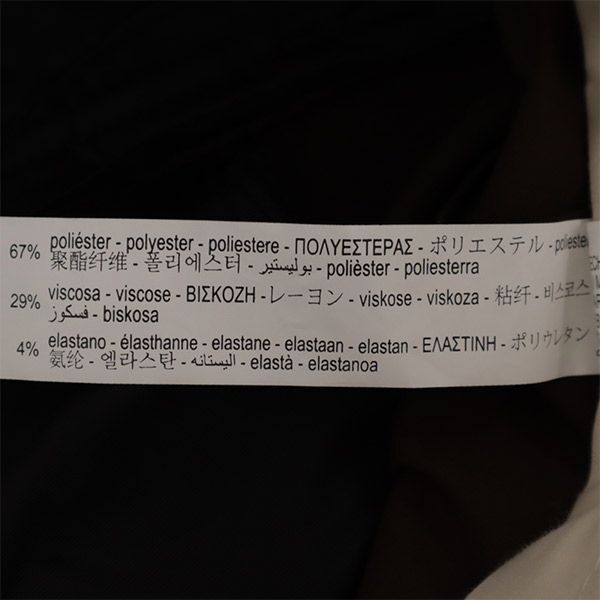 67% poliéster - polyester - poliestere - ΠΟΛΥΕΣΤΕΡΑΣ - ポリエステル - poliester
聚酯纤维 - 폴리에스터 - بوليستير - polièster - poliesterra
29% viscosa - viscose - ΒΙΣΚΟΖΗ - レーヨン - viskose - viskoza - 粘纤 - 비스코스
فسكوز - biskosa
4% elastano - élasthanne - elastane - elastaan - elastan - ΕΛΑΣΤΙΝΗ - ポリウレタン
氨纶 - 엘라스탄 - اليستانه - elastà - elastanoa